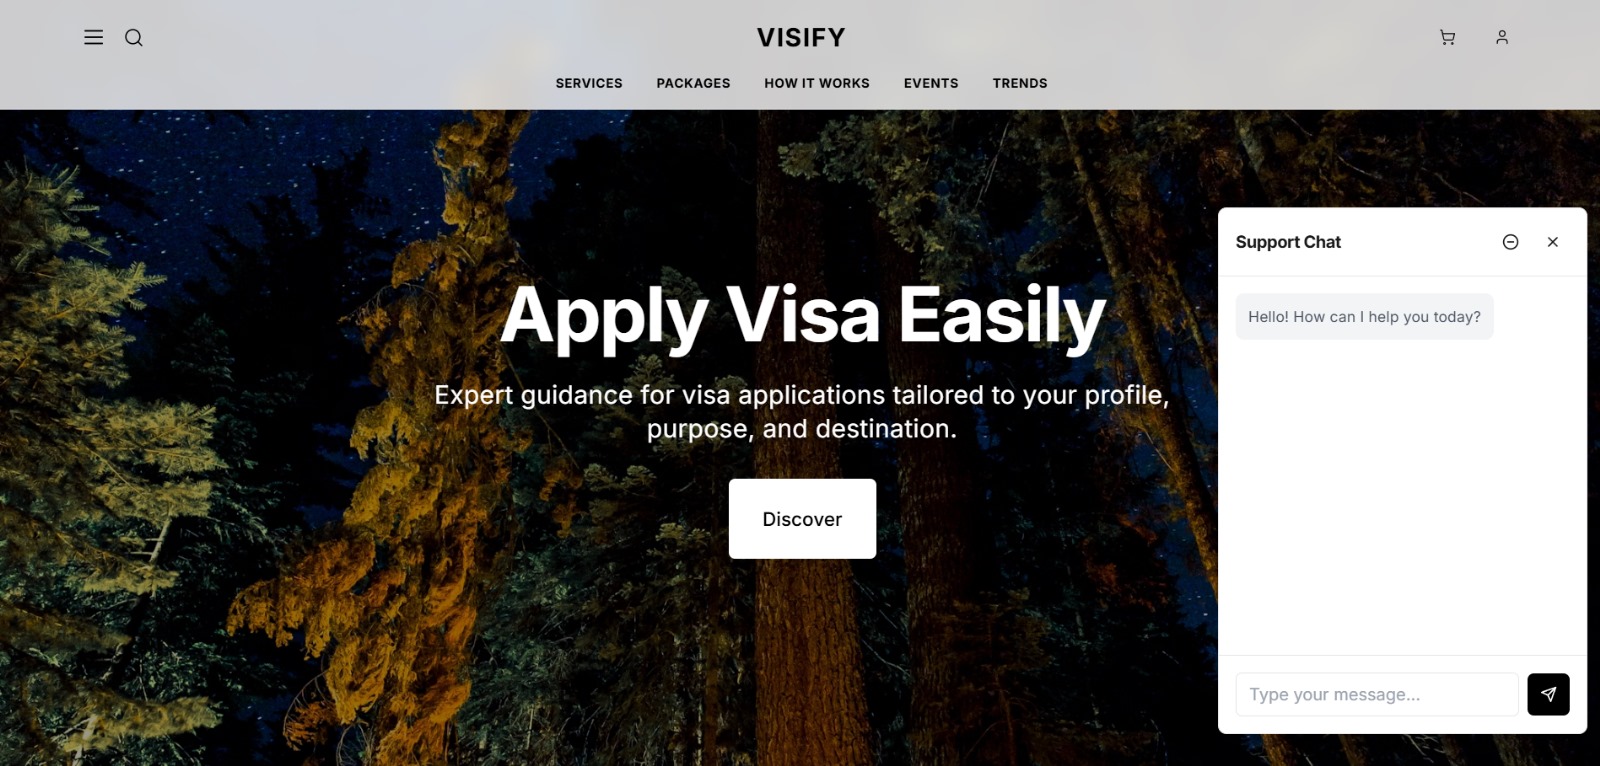 VISIFY
SERVICES PACKAGES HOW IT WORKS EVENTS TRENDS
Apply Visa Easily
Expert guidance for visa applications tailored to your profile,
purpose, and destination.
Discover
Support Chat
Hello! How can I help you today?
Type your message...